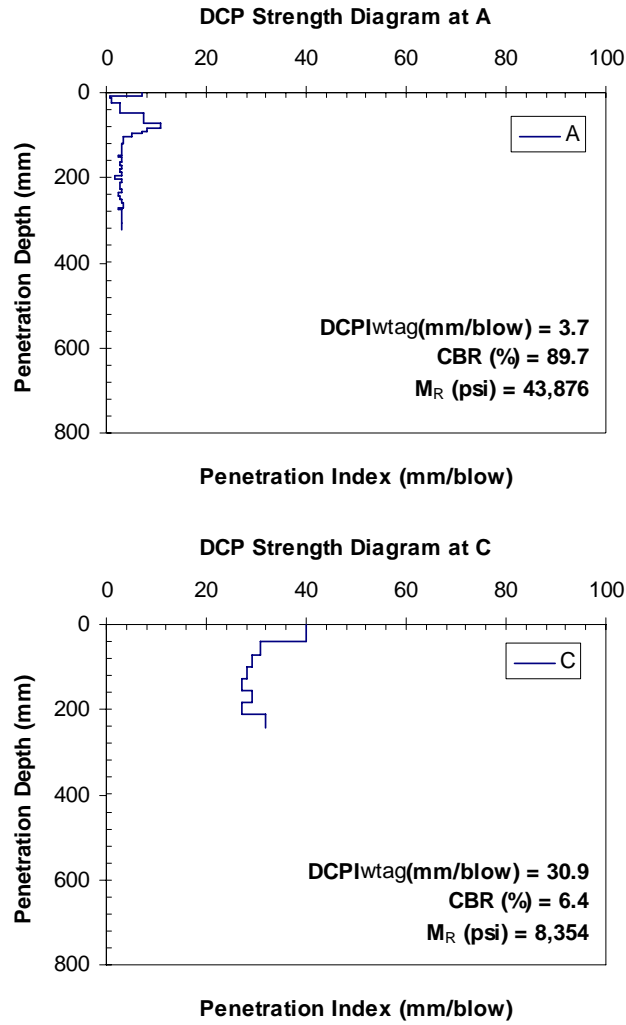 DCP Strength Diagram at A
0 20 40 60 80 100
0
200
400
600
800
Penetration Depth (mm)
A
DCPIwtag(mm/blow) = 3.7
CBR (%) = 89.7
MR (psi) = 43,876
Penetration Index (mm/blow)
DCP Strength Diagram at C
0 20 40 60 80 100
0
200
400
600
800
Penetration Depth (mm)
C
DCPIwtag(mm/blow) = 30.9
CBR (%) = 6.4
MR (psi) = 8,354
Penetration Index (mm/blow)